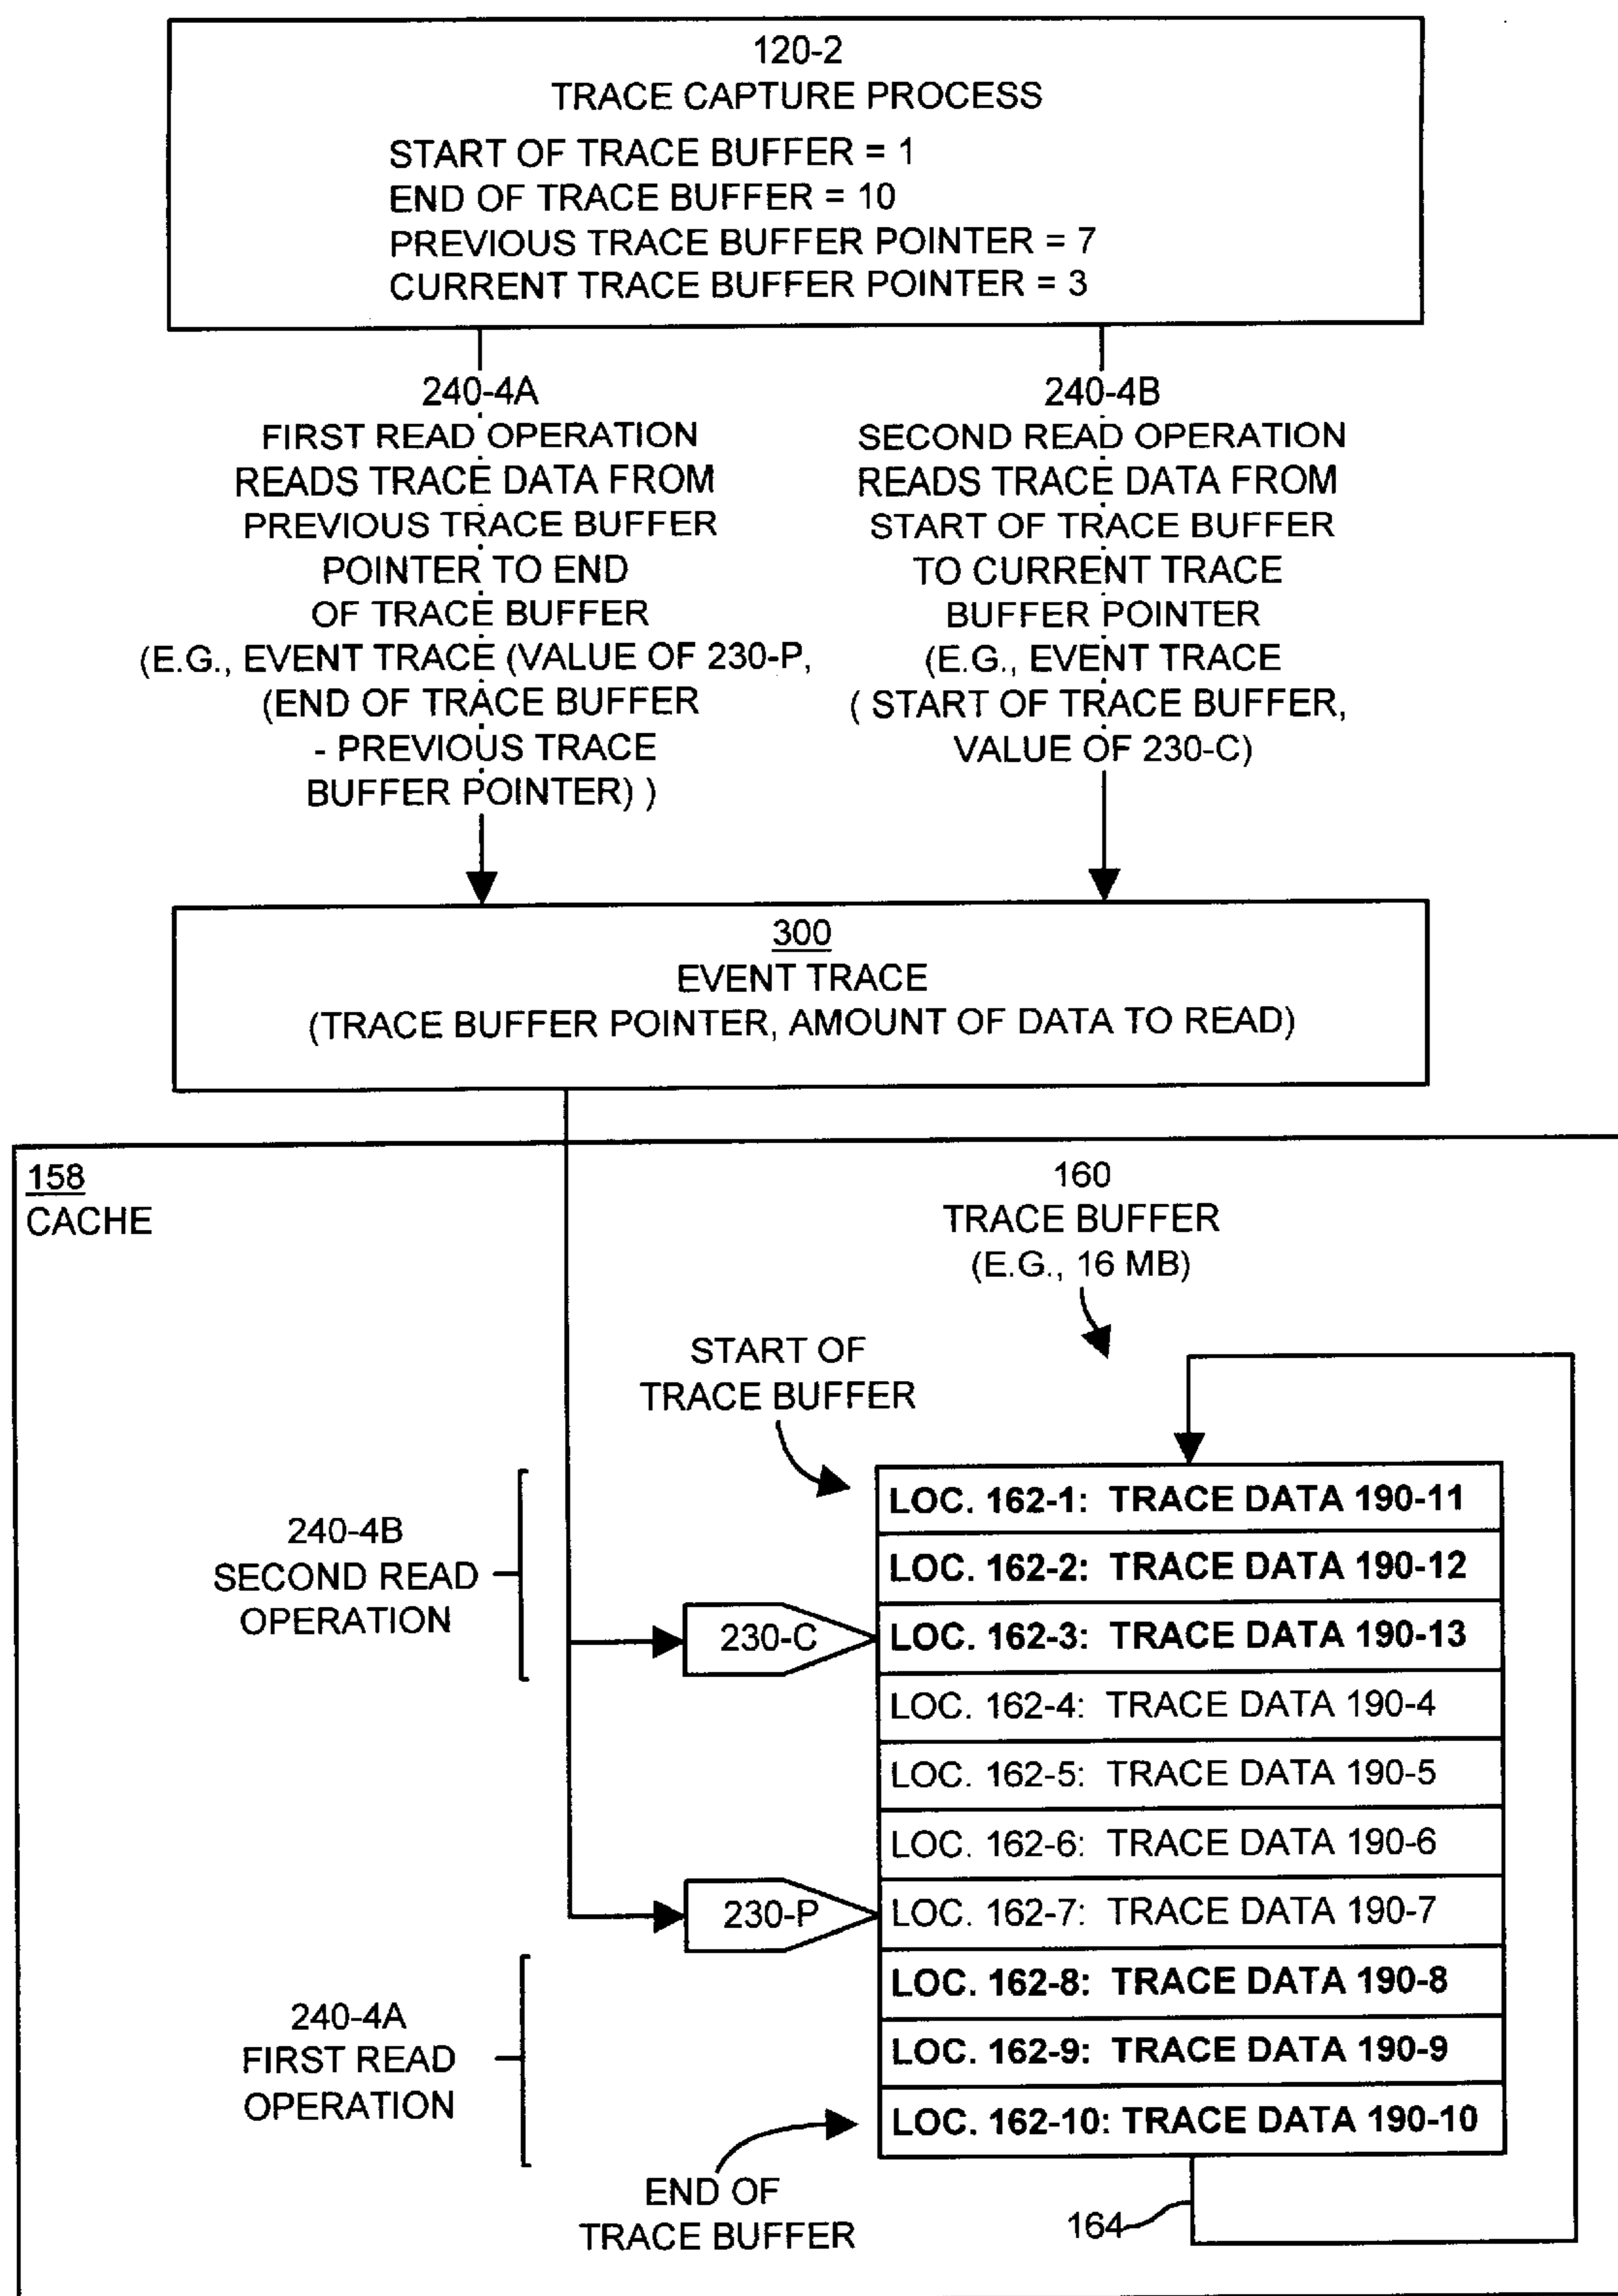 120-2
TRACE CAPTURE PROCESS
START OF TRACE BUFFER = 1
END OF TRACE BUFFER = 10
PREVIOUS TRACE BUFFER POINTER = 7
CURRENT TRACE BUFFER POINTER = 3
240-4A
FIRST READ OPERATION
READS TRACE DATA FROM
PREVIOUS TRACE BUFFER
POINTER TO END
OF TRACE BUFFER
(E.G., EVENT TRACE (VALUE OF 230-P,
(END OF TRACE BUFFER
- PREVIOUS TRACE
BUFFER POINTER) )
240-4B
SECOND READ OPERATION
READS TRACE DATA FROM
START OF TRACE BUFFER
TO CURRENT TRACE
BUFFER POINTER
(E.G., EVENT TRACE
( START OF TRACE BUFFER,
VALUE OF 230-C)
300
EVENT TRACE
(TRACE BUFFER POINTER, AMOUNT OF DATA TO READ)
158
CACHE
160
TRACE BUFFER
(E.G., 16 MB)
START OF
TRACE BUFFER
240-4B
SECOND READ
OPERATION
230-C
230-P
240-4A
FIRST READ
OPERATION
LOC. 162-1: TRACE DATA 190-11
LOC. 162-2: TRACE DATA 190-12
LOC. 162-3: TRACE DATA 190-13
LOC. 162-4: TRACE DATA 190-4
LOC. 162-5: TRACE DATA 190-5
LOC. 162-6: TRACE DATA 190-6
LOC. 162-7: TRACE DATA 190-7
LOC. 162-8: TRACE DATA 190-8
LOC. 162-9: TRACE DATA 190-9
LOC. 162-10: TRACE DATA 190-10
END OF
TRACE BUFFER
164